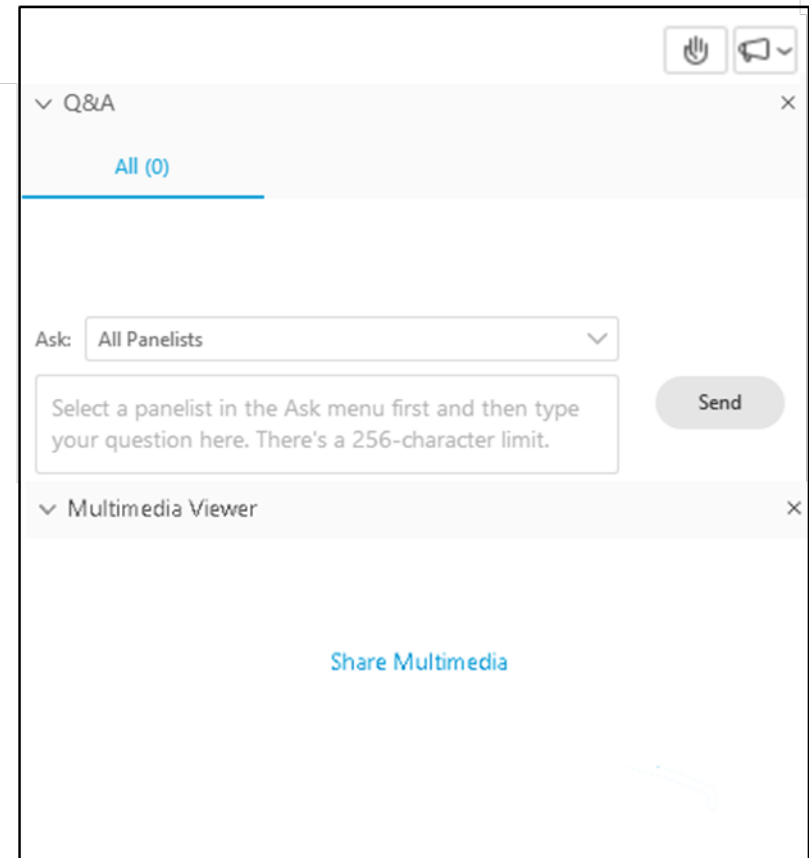 Q&A
All (0)
Ask: All Panelists
Select a panelist in the Ask menu first and then type
your question here. There's a 256-character limit.
Send
Multimedia Viewer
Share Multimedia